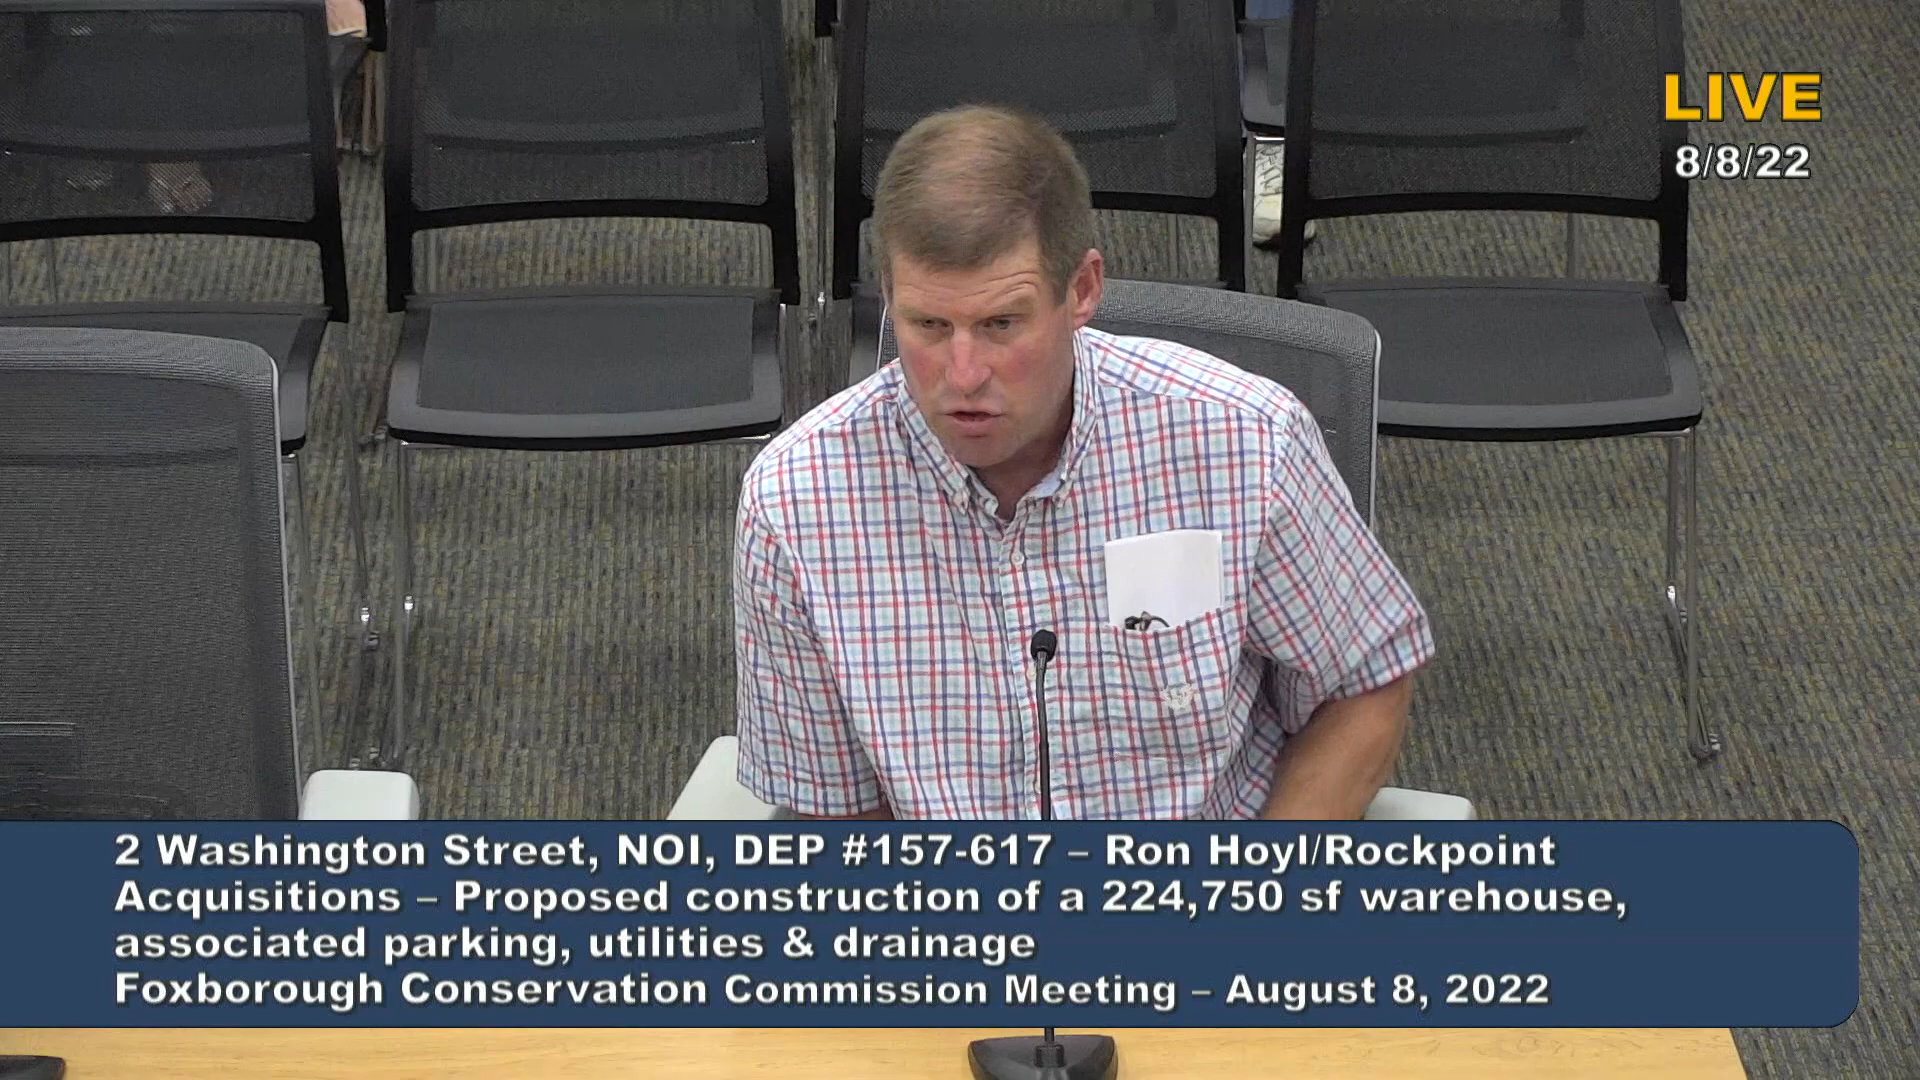 LIVE
8/8/22
2 Washington Street, NOI, DEP #157-617 – Ron Hoyl/Rockpoint
Acquisitions – Proposed construction of a 224,750 sf warehouse,
associated parking, utilities & drainage
Foxborough Conservation Commission Meeting – August 8, 2022